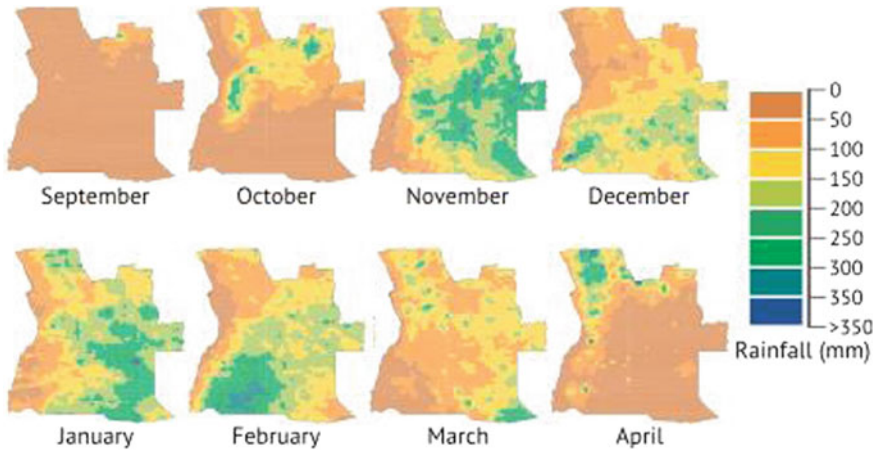 September
October
November
December
0
50
100
150
200
250
300
350
>350
Rainfall (mm)
January
February
March
April